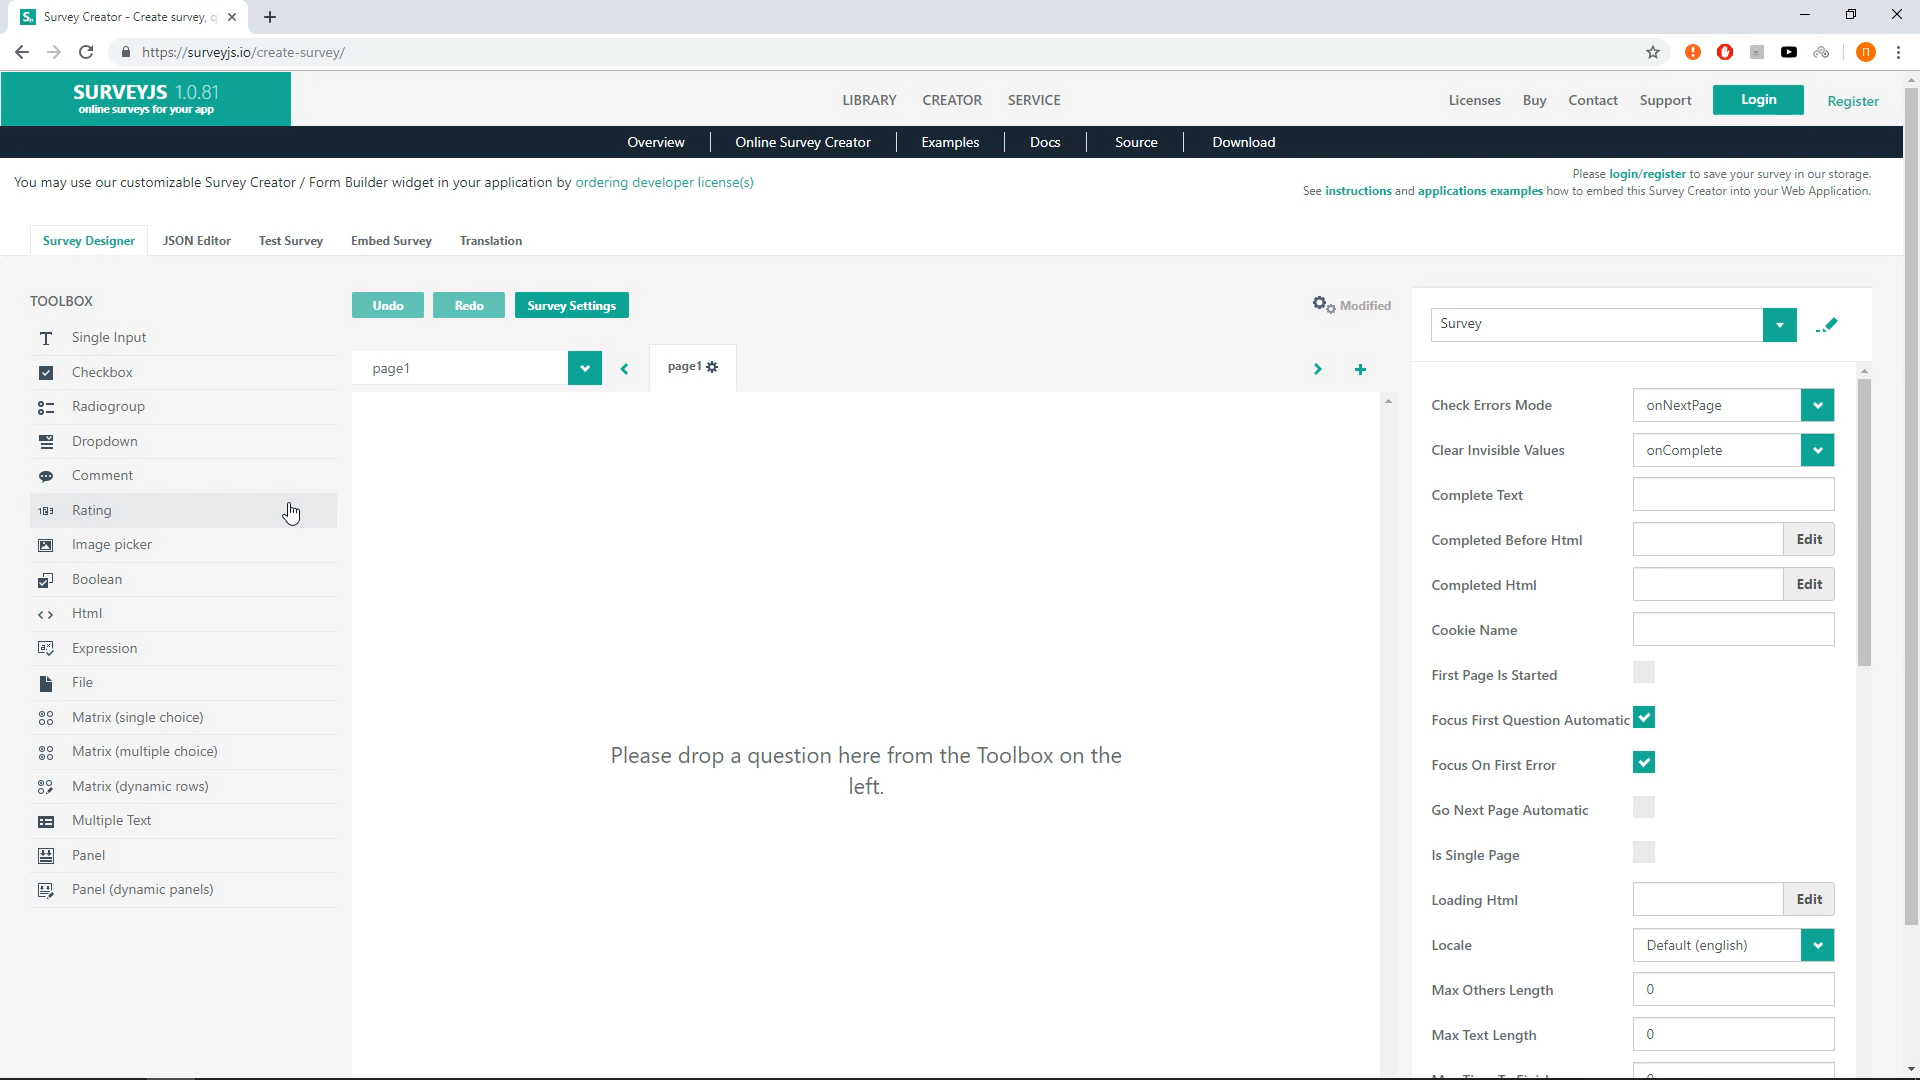 Survey Creator - Create survey, q
https://surveyjs.io/create-survey/
SURVEYJS 1.0.81
online surveys for your app
LIBRARY CREATOR SERVICE
Licenses Buy Contact Support Login Register
Overview Online Survey Creator Examples Docs Source Download
You may use our customizable Survey Creator / Form Builder widget in your application by ordering developer license(s)
Please login/register to save your survey in our storage.
See instructions and applications examples how to embed this Survey Creator into your Web Application.
Survey Designer JSON Editor Test Survey Embed Survey Translation
TOOLBOX
Single Input
Checkbox
Radiogroup
Dropdown
Comment
Rating
Image picker
Boolean
Html
Expression
File
Matrix (single choice)
Matrix (multiple choice)
Matrix (dynamic rows)
Multiple Text
Panel
Panel (dynamic panels)
Undo Redo Survey Settings
Modified
page1
page1
Please drop a question here from the Toolbox on the
left.
Survey
Check Errors Mode onNextPage
Clear Invisible Values onComplete
Complete Text
Completed Before Html Edit
Completed Html Edit
Cookie Name
First Page Is Started
Focus First Question Automatic
Focus On First Error
Go Next Page Automatic
Is Single Page
Loading Html Edit
Locale Default (english)
Max Others Length 0
Max Text Length 0